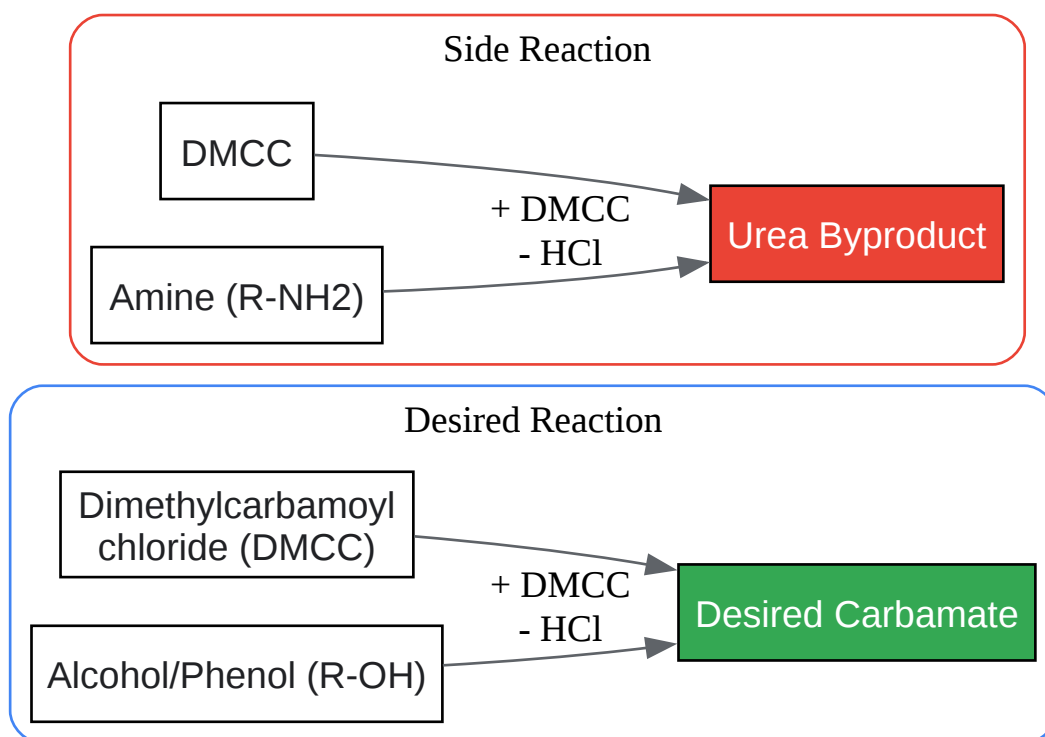 Side Reaction
DMCC
+ DMCC
- HCl
Urea Byproduct
Amine (R-NH2)
Desired Reaction
Dimethylcarbamoyl
chloride (DMCC)
+ DMCC
- HCl
Desired Carbamate
Alcohol/Phenol (R-OH)